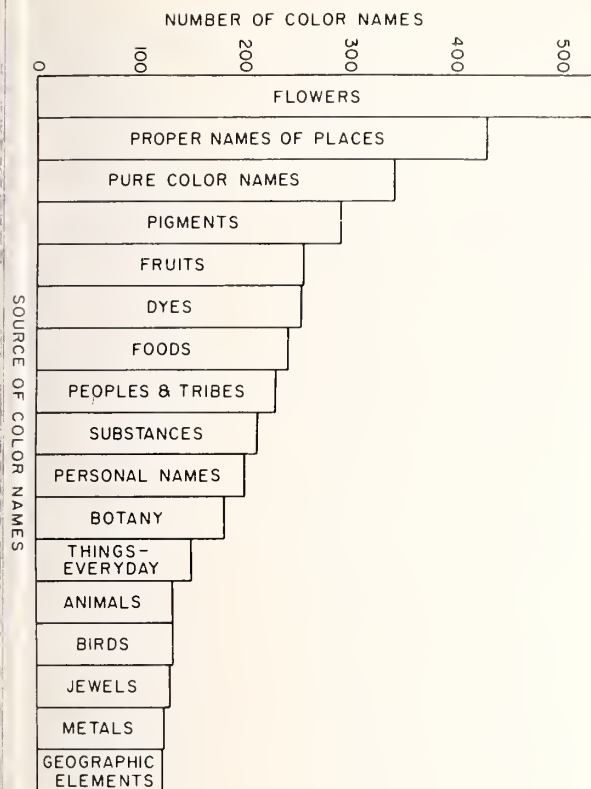 NUMBER OF COLOR NAMES
0 100 200 300 400 500
SOURCE OF COLOR NAMES
FLOWERS
PROPER NAMES OF PLACES
PURE COLOR NAMES
PIGMENTS
FRUITS
DYES
FOODS
PEOPLES & TRIBES
SUBSTANCES
PERSONAL NAMES
BOTANY
THINGS-
EVERYDAY
ANIMALS
BIRDS
JEWELS
METALS
GEOGRAPHIC
ELEMENTS